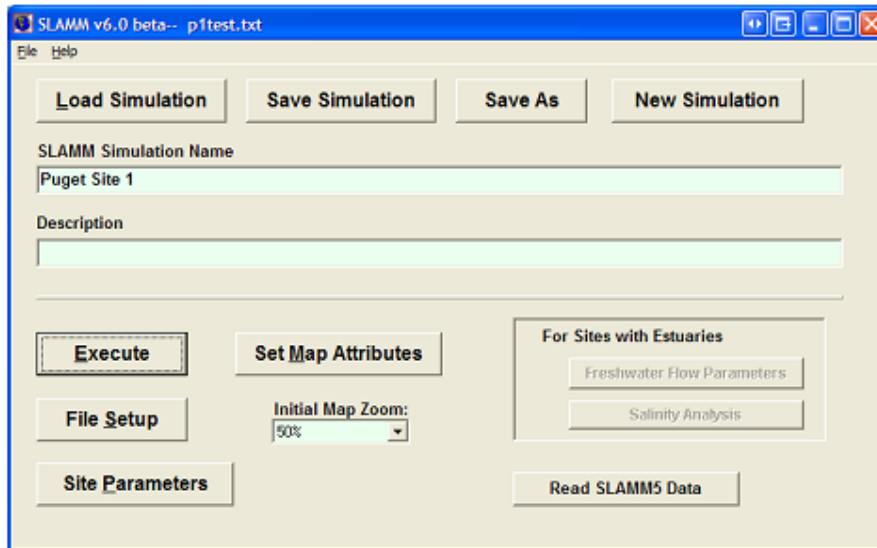 SLAMM v6.0 beta-- p1test.txt
File Help
Load Simulation Save Simulation Save As New Simulation
SLAMM Simulation Name
Puget Site 1
Description
For Sites with Estuaries
Execute Set Map Attributes
Freshwater Flow Parameters
File Setup Initial Map Zoom:
50%
Salinity Analysis
Site Parameters
Read SLAMM5 Data